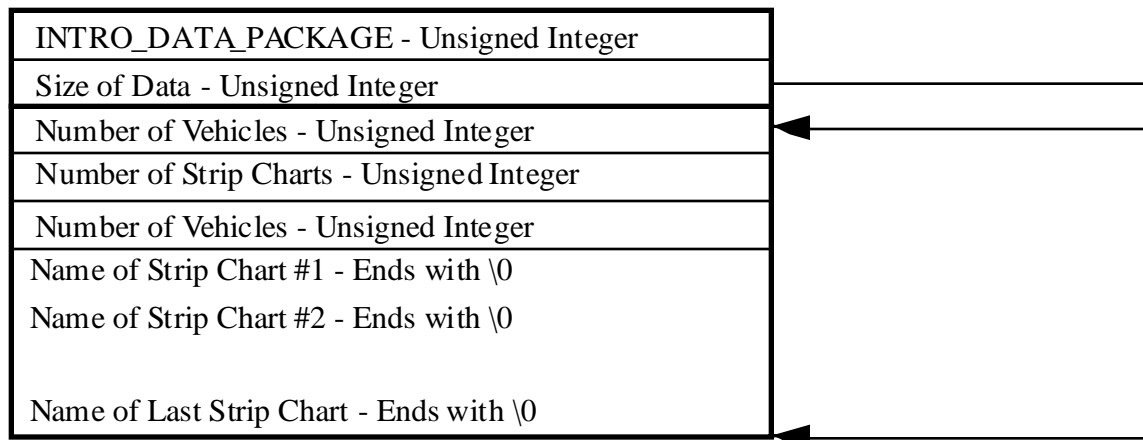 INTRO_DATA_PACKAGE - Unsigned Integer
Size of Data - Unsigned Integer
Number of Vehicles - Unsigned Integer
Number of Strip Charts - Unsigned Integer
Number of Vehicles - Unsigned Integer
Name of Strip Chart #1 - Ends with \0
Name of Strip Chart #2 - Ends with \0
Name of Last Strip Chart - Ends with \0